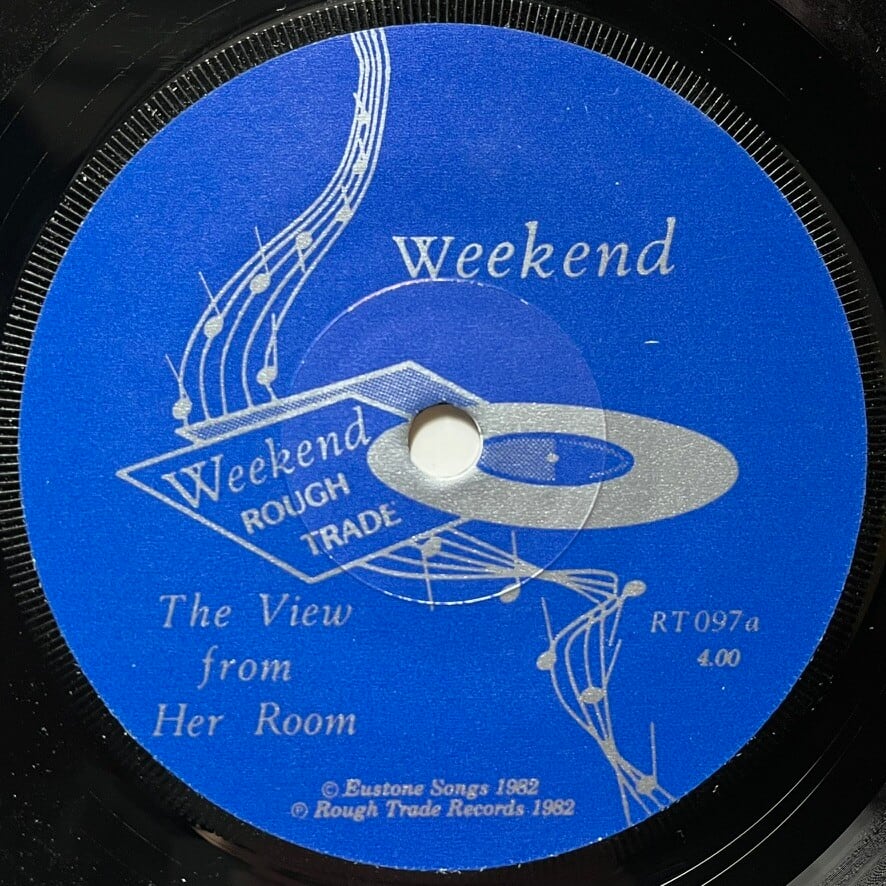 Weekend
Weekend
ROUGH
TRADE
The View
from
Her Room
RT 097a
4.00
© Eustone Songs 1982
℗ Rough Trade Records 1982